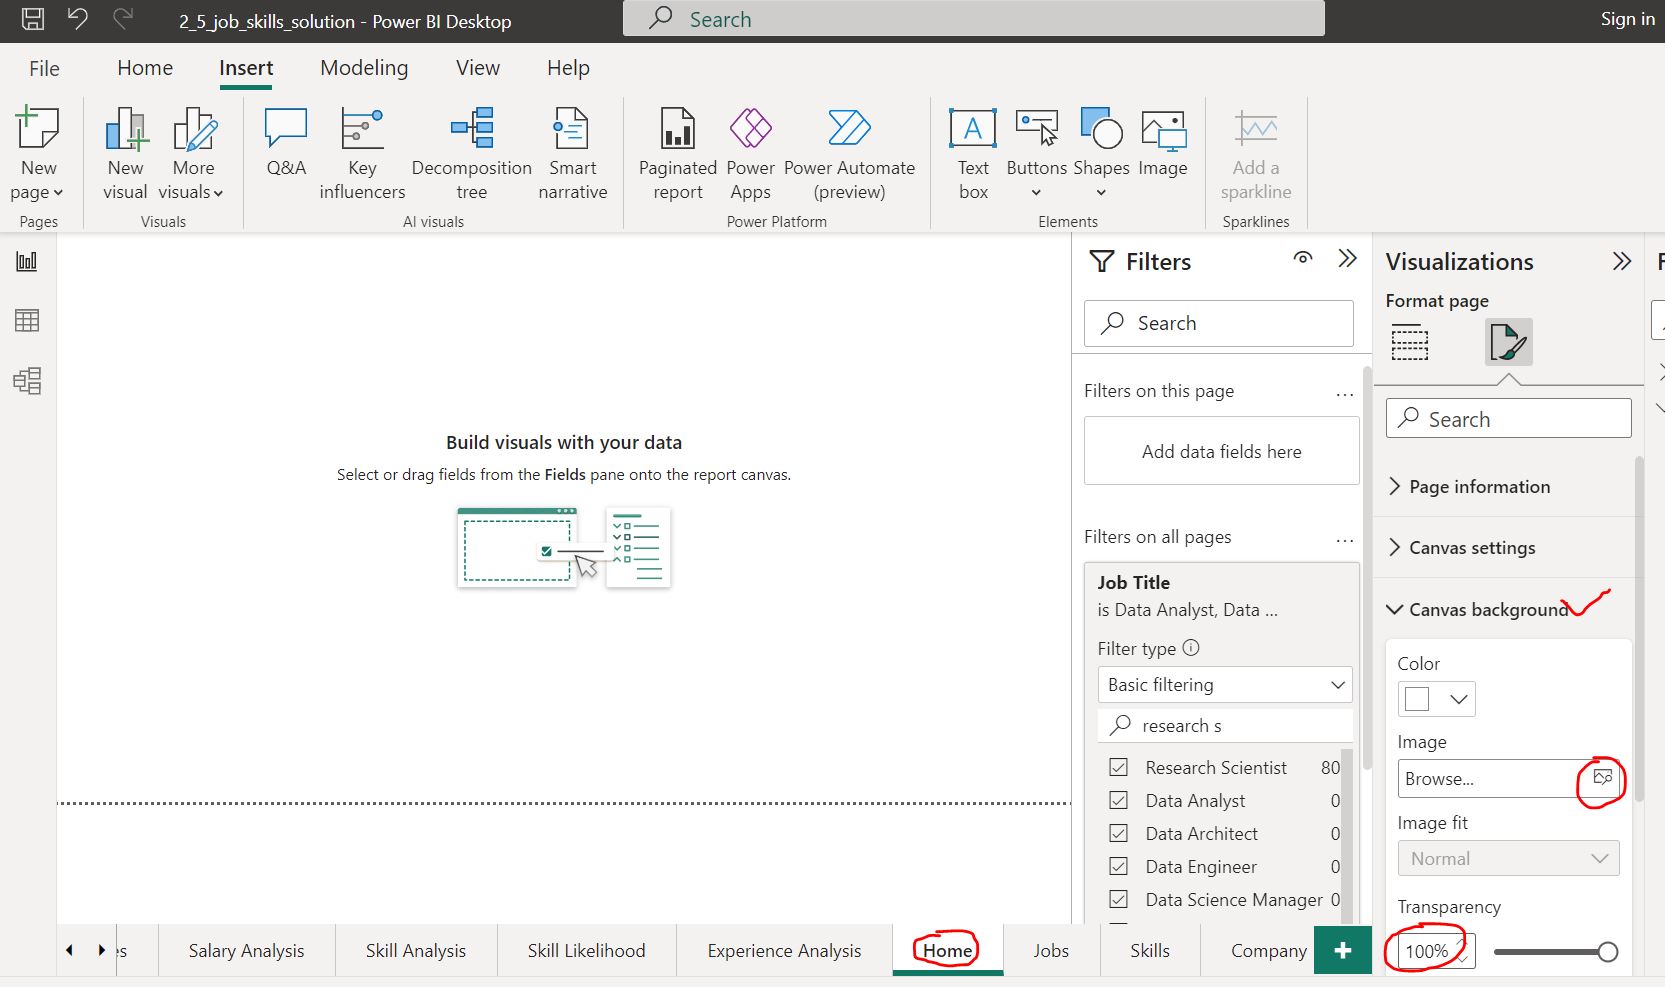 2_5_job_skills_solution - Power BI Desktop
Search
Sign in
File
Home
Insert
Modeling
View
Help
New page
Pages
New visual
More visuals
Visuals
Q&A
Key influencers
Decomposition tree
Smart narrative
AI visuals
Paginated report
Power Apps
Power Automate (preview)
Power Platform
Text box
Buttons
Shapes
Image
Elements
Add a sparkline
Sparklines
Build visuals with your data
Select or drag fields from the Fields pane onto the report canvas.
Filters
Search
Filters on this page
...
Add data fields here
Filters on all pages
...
Job Title
is Data Analyst, Data ...
Filter type
Basic filtering
research s
Research Scientist 80
Data Analyst 0
Data Architect 0
Data Engineer 0
Data Science Manager 0
Visualizations
Format page
Search
Page information
Canvas settings
Canvas background
Color
Image
Browse...
Image fit
Normal
Transparency
100%
Salary Analysis
Skill Analysis
Skill Likelihood
Experience Analysis
Home
Jobs
Skills
Company